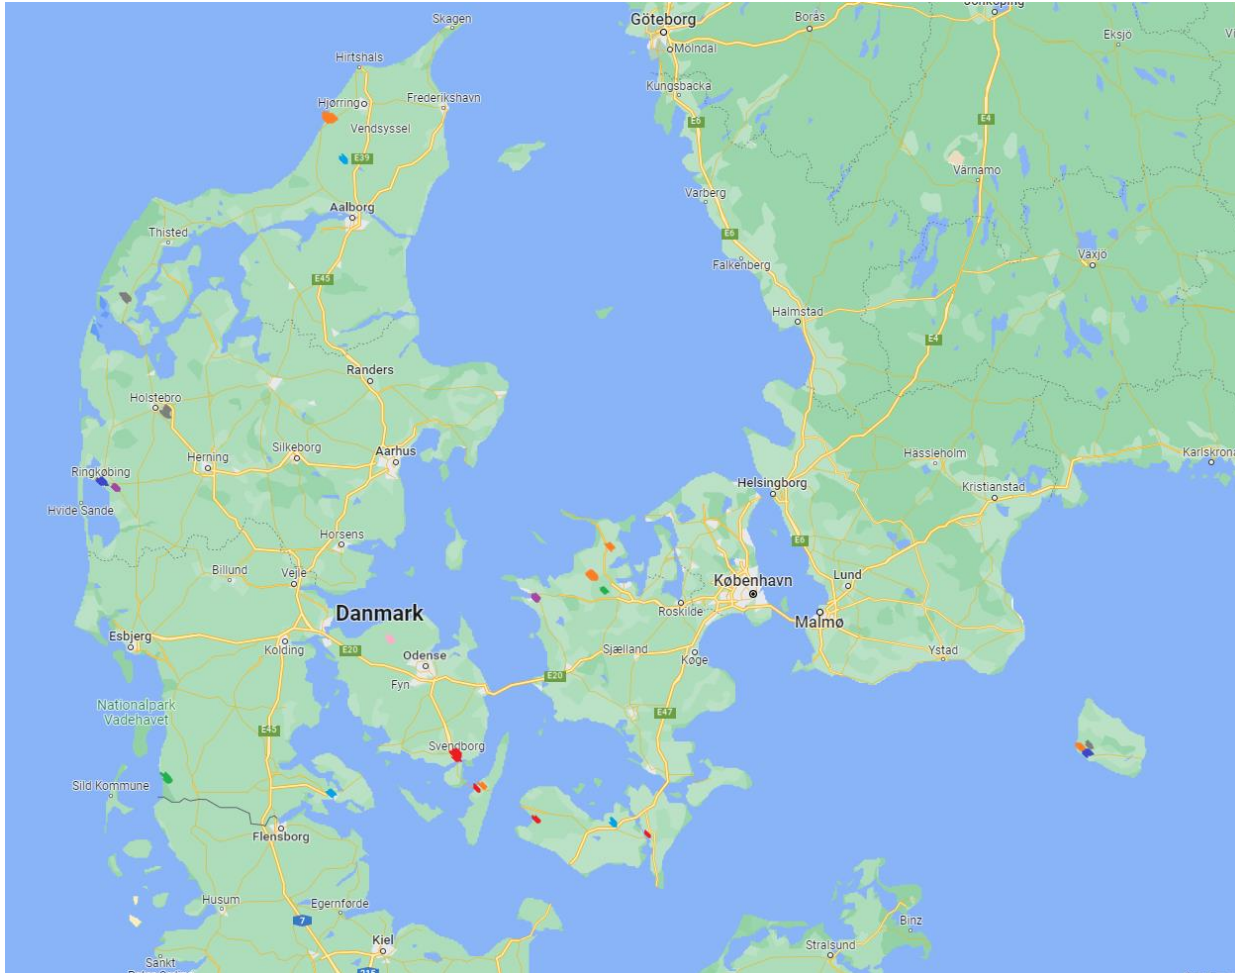 Skagen
Göteborg
Borås
Jönköping
Eksjö
Mölndal
Hirtshals
Kungsbacka
Hjørring
Frederikshavn
E6
E4
Vendsyssel
E39
Värnamo
Varberg
Aalborg
Thisted
E6
Växjö
Falkenberg
E45
Halmstad
E4
Randers
Holstebro
Silkeborg
Aarhus
Herning
Hässleholm
Karlskrona
Ringkøbing
Helsingborg
Kristianstad
Hvide Sande
Horsens
E6
Billund
Vejle
København
Lund
Danmark
Roskilde
Malmø
Esbjerg
Kolding
E20
Odense
Sjælland
Køge
Ystad
Fyn
E20
Nationalpark
Vadehavet
E45
E47
Svendborg
Sild Kommune
Flensborg
Husum
Egernførde
7
Binz
Kiel
Stralsund
Sankt
215